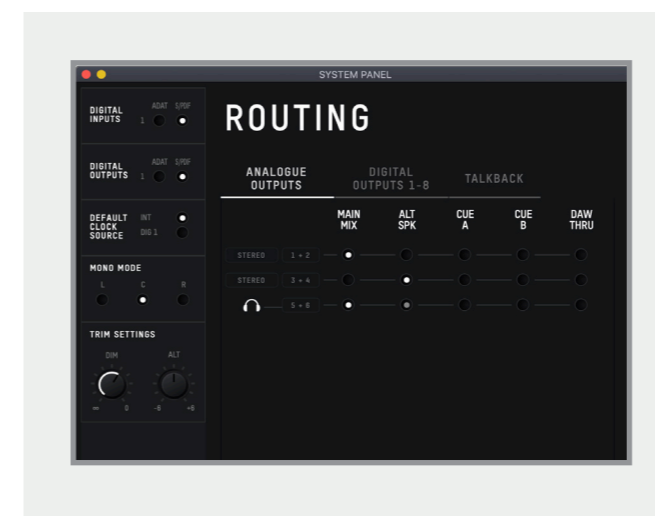 SYSTEM PANEL
DIGITAL INPUTS
ADAT S/PDIF
1
DIGITAL OUTPUTS
ADAT S/PDIF
1
DEFAULT CLOCK SOURCE
INT
DIG 1
MONO MODE
L C R
TRIM SETTINGS
DIM ALT
∞ 0 -6 +6
ROUTING
ANALOGUE OUTPUTS
DIGITAL OUTPUTS 1-8
TALKBACK
MAIN MIX
ALT SPK
CUE A
CUE B
DAW THRU
STEREO 1 + 2
STEREO 3 + 4
5 + 6